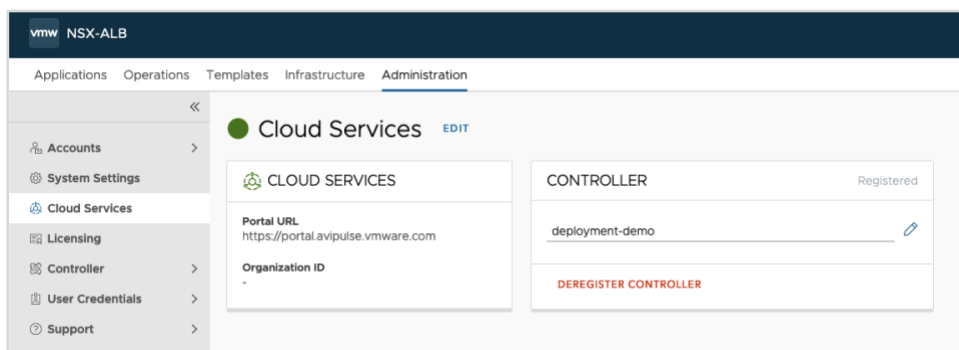 vmw NSX-ALB
Applications Operations Templates Infrastructure Administration
Accounts
System Settings
Cloud Services
Licensing
Controller
User Credentials
Support
Cloud Services EDIT
CLOUD SERVICES
Portal URL
https://portal.avipulse.vmware.com
Organization ID
-
CONTROLLER Registered
deployment-demo
DEREGISTER CONTROLLER